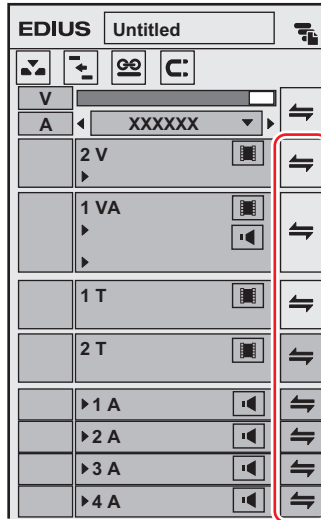 EDIUS Untitled
V
A XXXXXX
2 V
1 VA
1 T
2 T
1 A
2 A
3 A
4 A